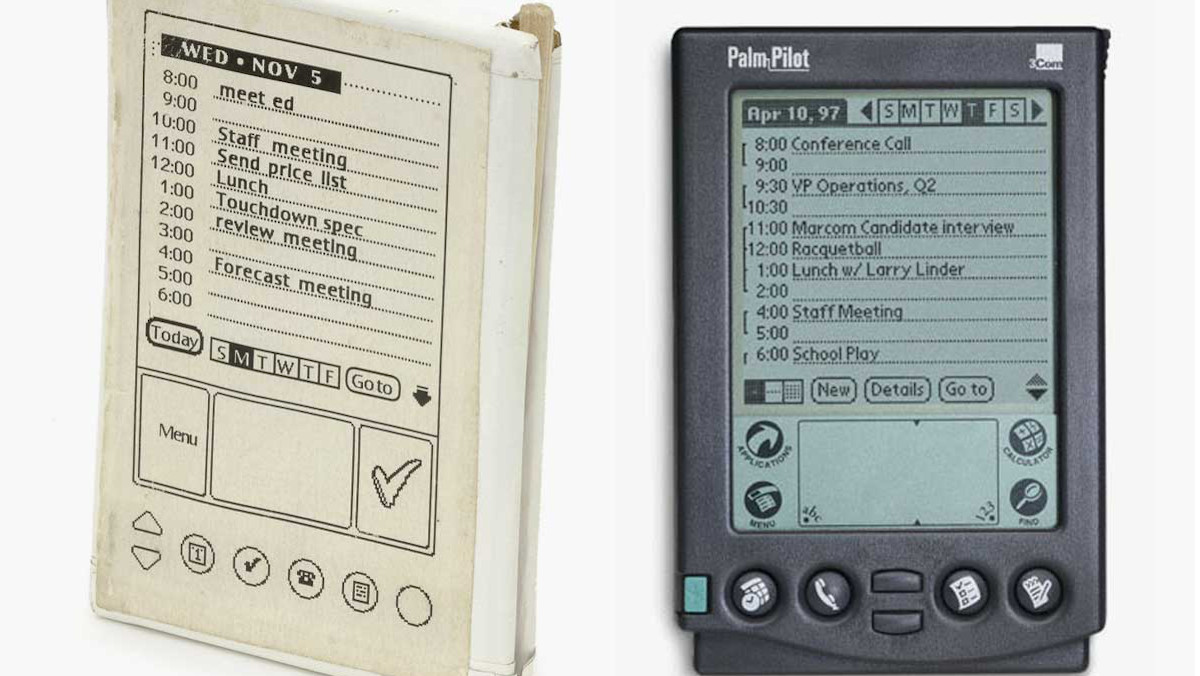 WED • NOV 5
8:00 meet ed
9:00
10:00 Staff meeting
11:00 Send price list
12:00 Lunch
1:00 Touchdown spec
2:00 review meeting
3:00
4:00 Forecast meeting
5:00
6:00
Today S M T W T F Go to
Menu
1
Palm Pilot 3Com
Apr 10, 97 S M T W T F S
8:00 Conference Call
9:00
9:30 VP Operations, Q2
10:30
11:00 Marcom Candidate interview
12:00 Racquetball
1:00 Lunch w/ Larry Linder
2:00
4:00 Staff Meeting
5:00
6:00 School Play
New Details Go to
APPLICATIONS CALCULATOR
MENU abc 123 FIND